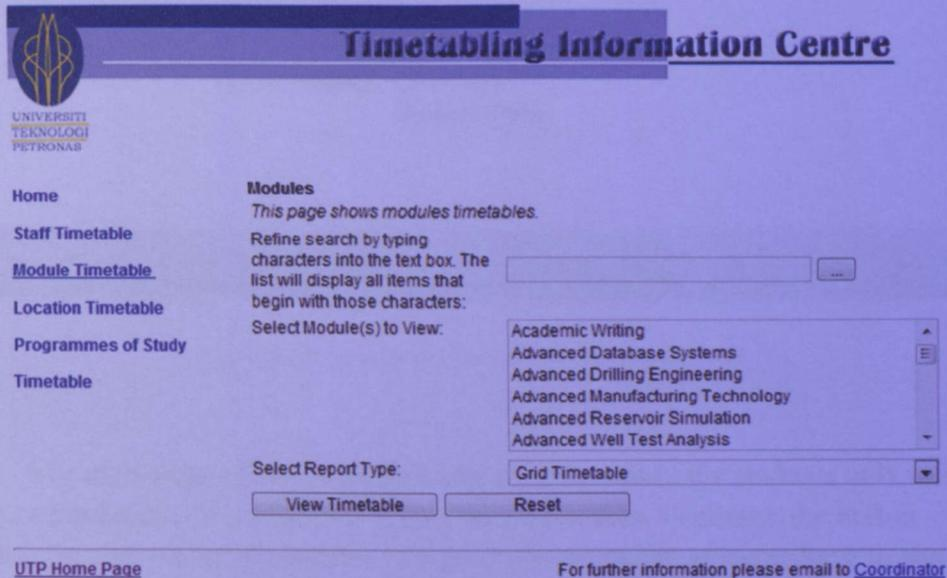 Timetabling Information Centre
UNIVERSITI
TEKNOLOGI
PETRONAS
Home
Staff Timetable
Module Timetable
Location Timetable
Programmes of Study
Timetable
Modules
This page shows modules timetables.
Refine search by typing
characters into the text box. The
list will display all items that
begin with those characters:
...
Select Module(s) to View:
Academic Writing
Advanced Database Systems
Advanced Drilling Engineering
Advanced Manufacturing Technology
Advanced Reservoir Simulation
Advanced Well Test Analysis
Select Report Type:
Grid Timetable
View Timetable
Reset
UTP Home Page
For further information please email to Coordinator